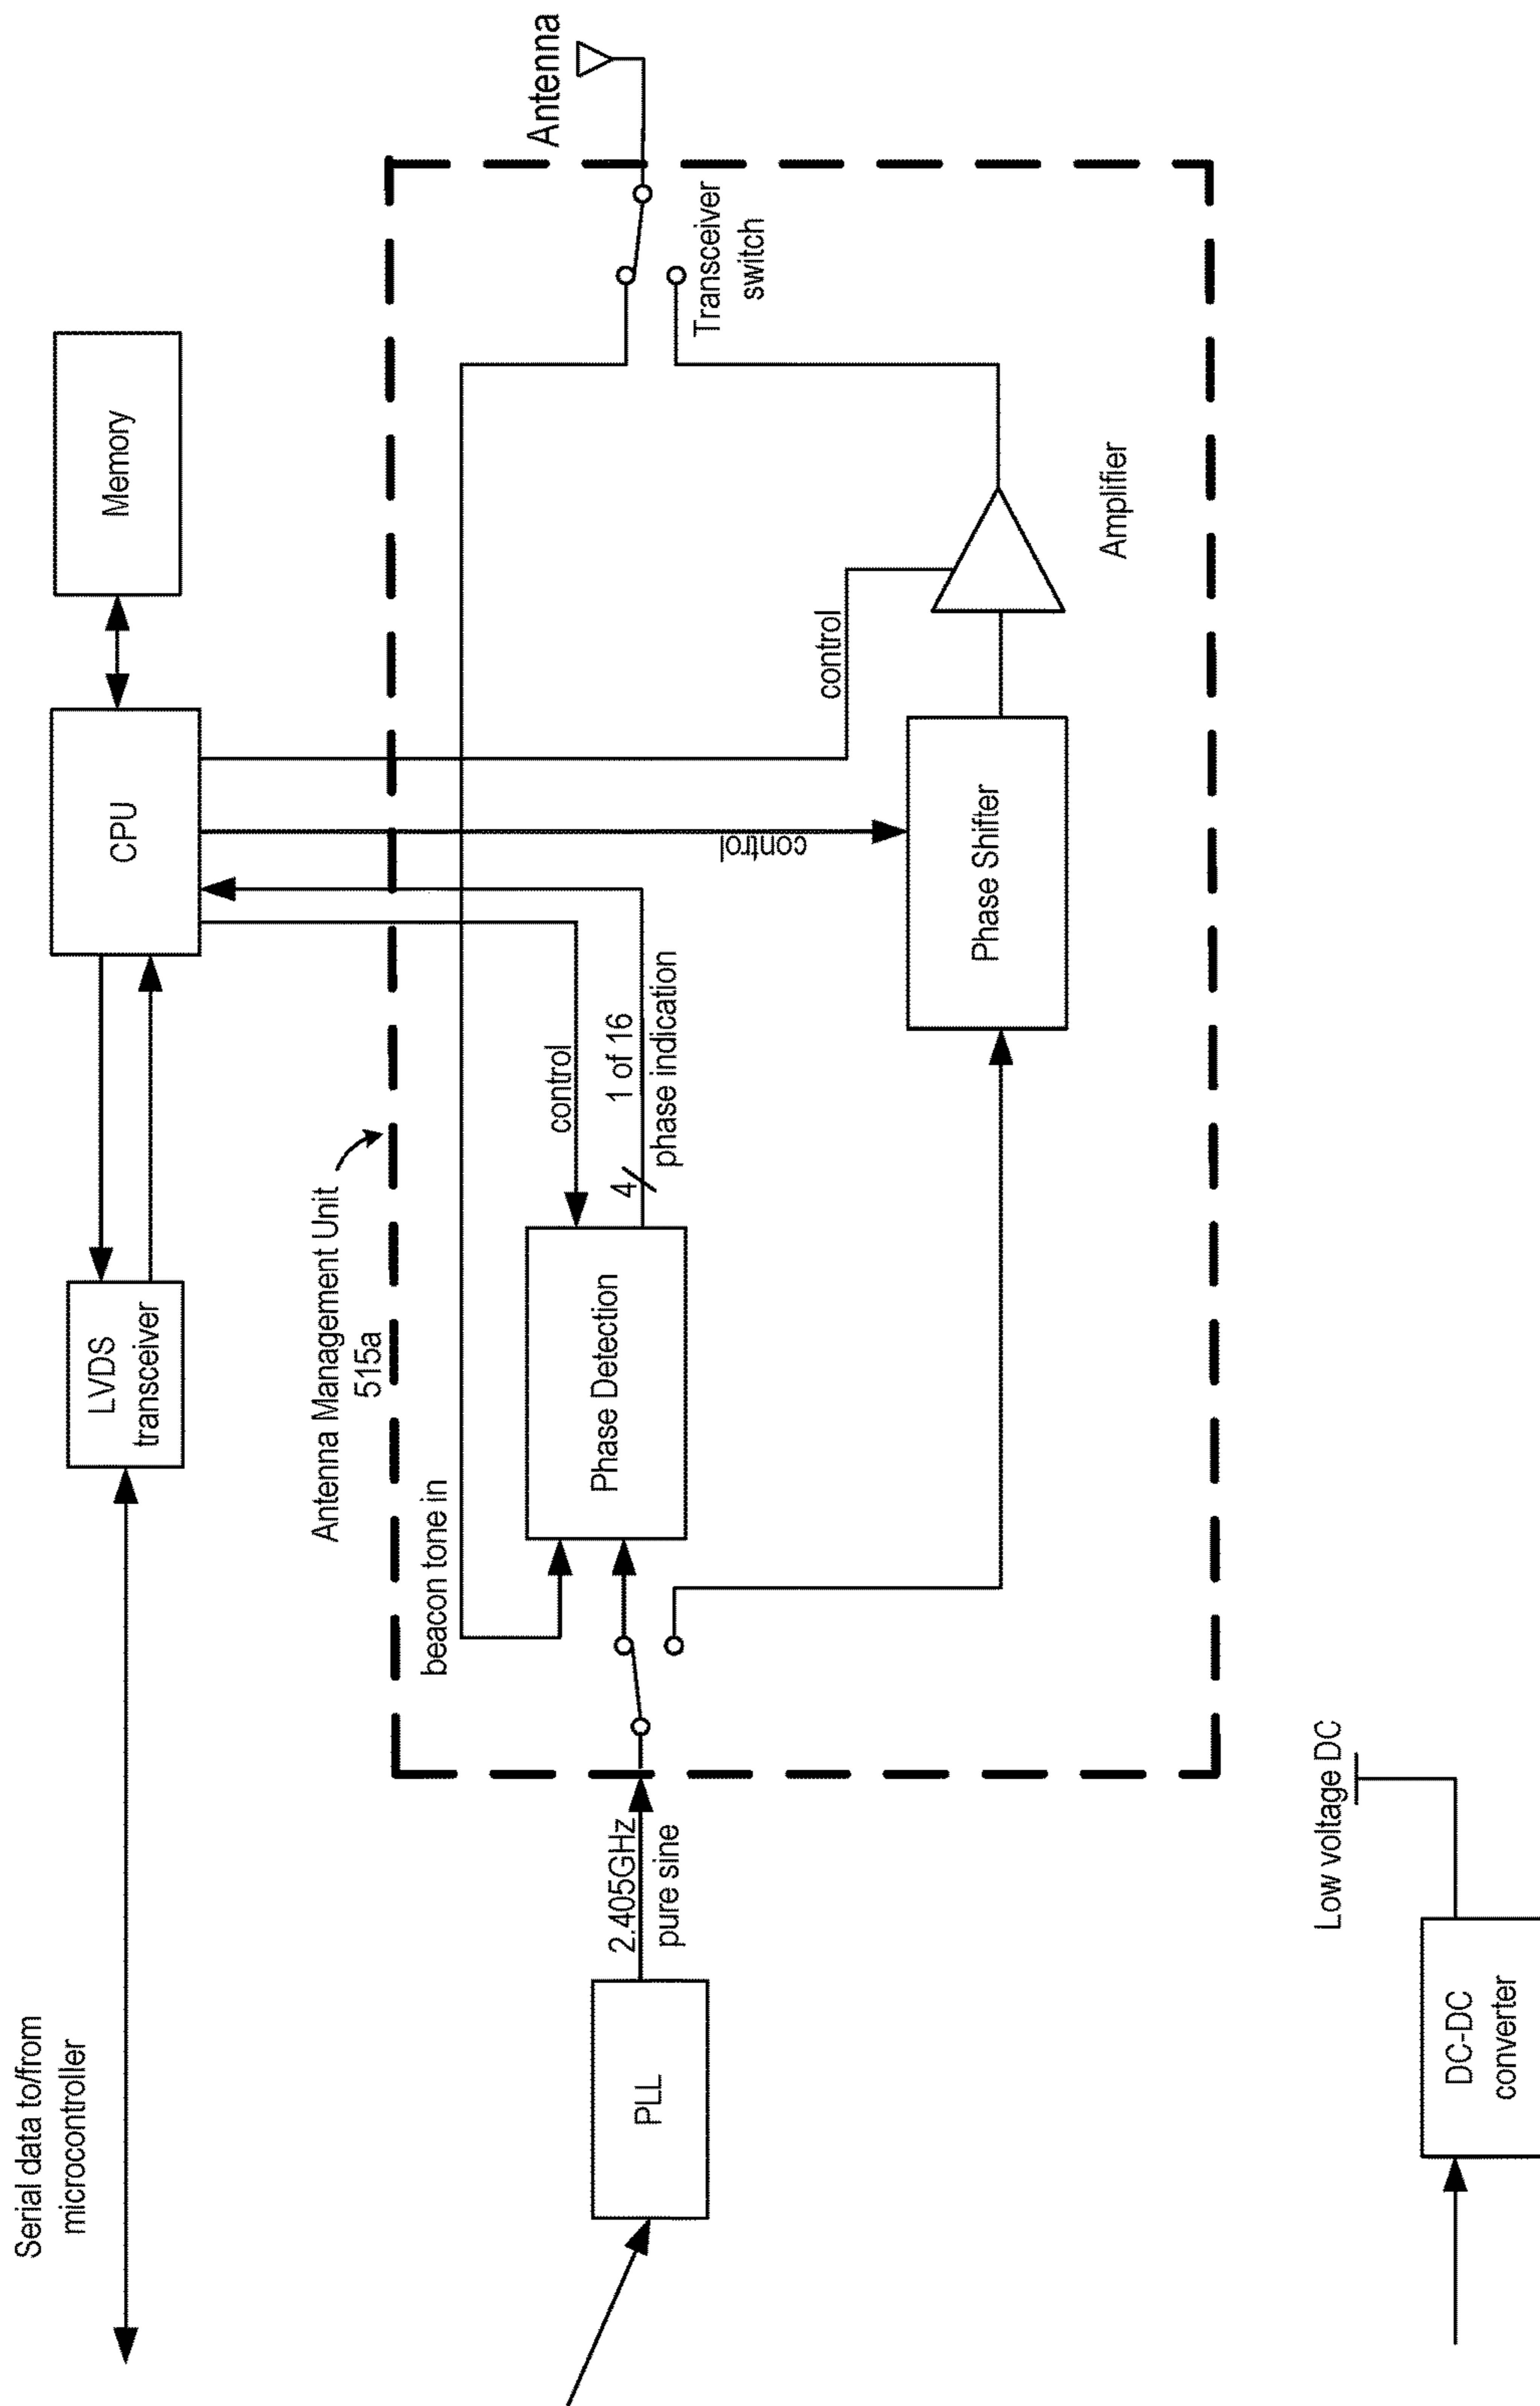 Serial data to/from
microcontroller
LVDS
transceiver
CPU
Memory
Antenna Management Unit
515a
Antenna
beacon tone in
control
4
1 of 16
phase indication
control
control
Transceiver
switch
Phase Detection
PLL
2.405GHz
pure sine
Phase Shifter
Amplifier
Low voltage DC
DC-DC
converter